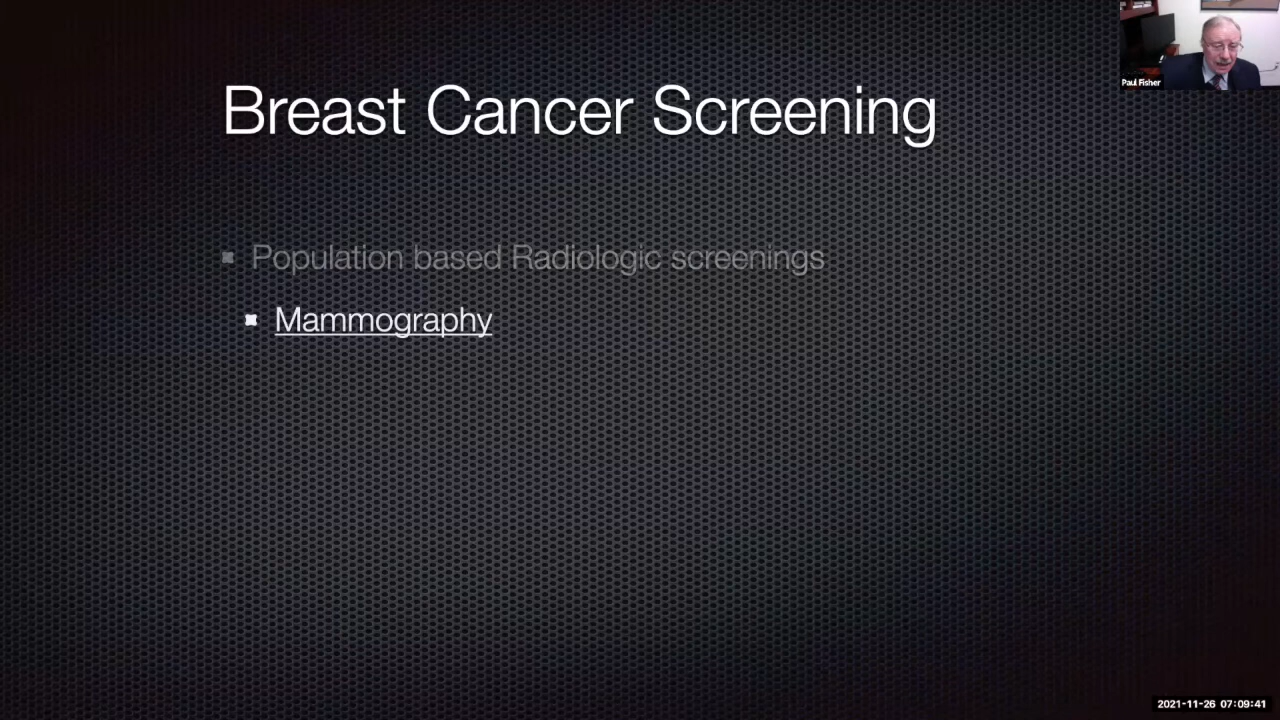 Breast Cancer Screening
Population based Radiologic screenings
Mammography
Paul Fisher
2021-11-26 07:09:41